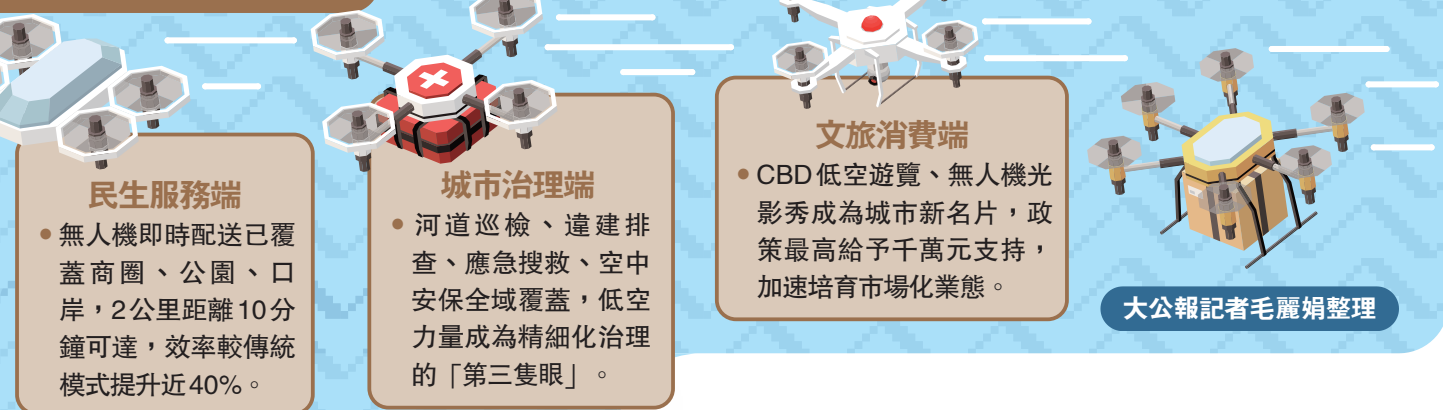 民生服務端
●無人機即時配送已覆
蓋商圈、公園、口
岸，2公里距離10分
鐘可達，效率較傳統
模式提升近40%。
城市治理端
●河道巡檢、違建排
查、應急搜救、空中
安保全域覆蓋，低空
力量成為精細化治理
的「第三隻眼」。
文旅消費端
●CBD低空遊覽、無人機光
影秀成為城市新名片，政
策最高給予千萬元支持，
加速培育市場化業態。
大公報記者毛麗娟整理